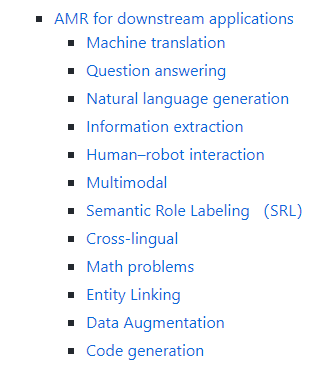 AMR for downstream applications
Machine translation
Question answering
Natural language generation
Information extraction
Human–robot interaction
Multimodal
Semantic Role Labeling (SRL)
Cross-lingual
Math problems
Entity Linking
Data Augmentation
Code generation